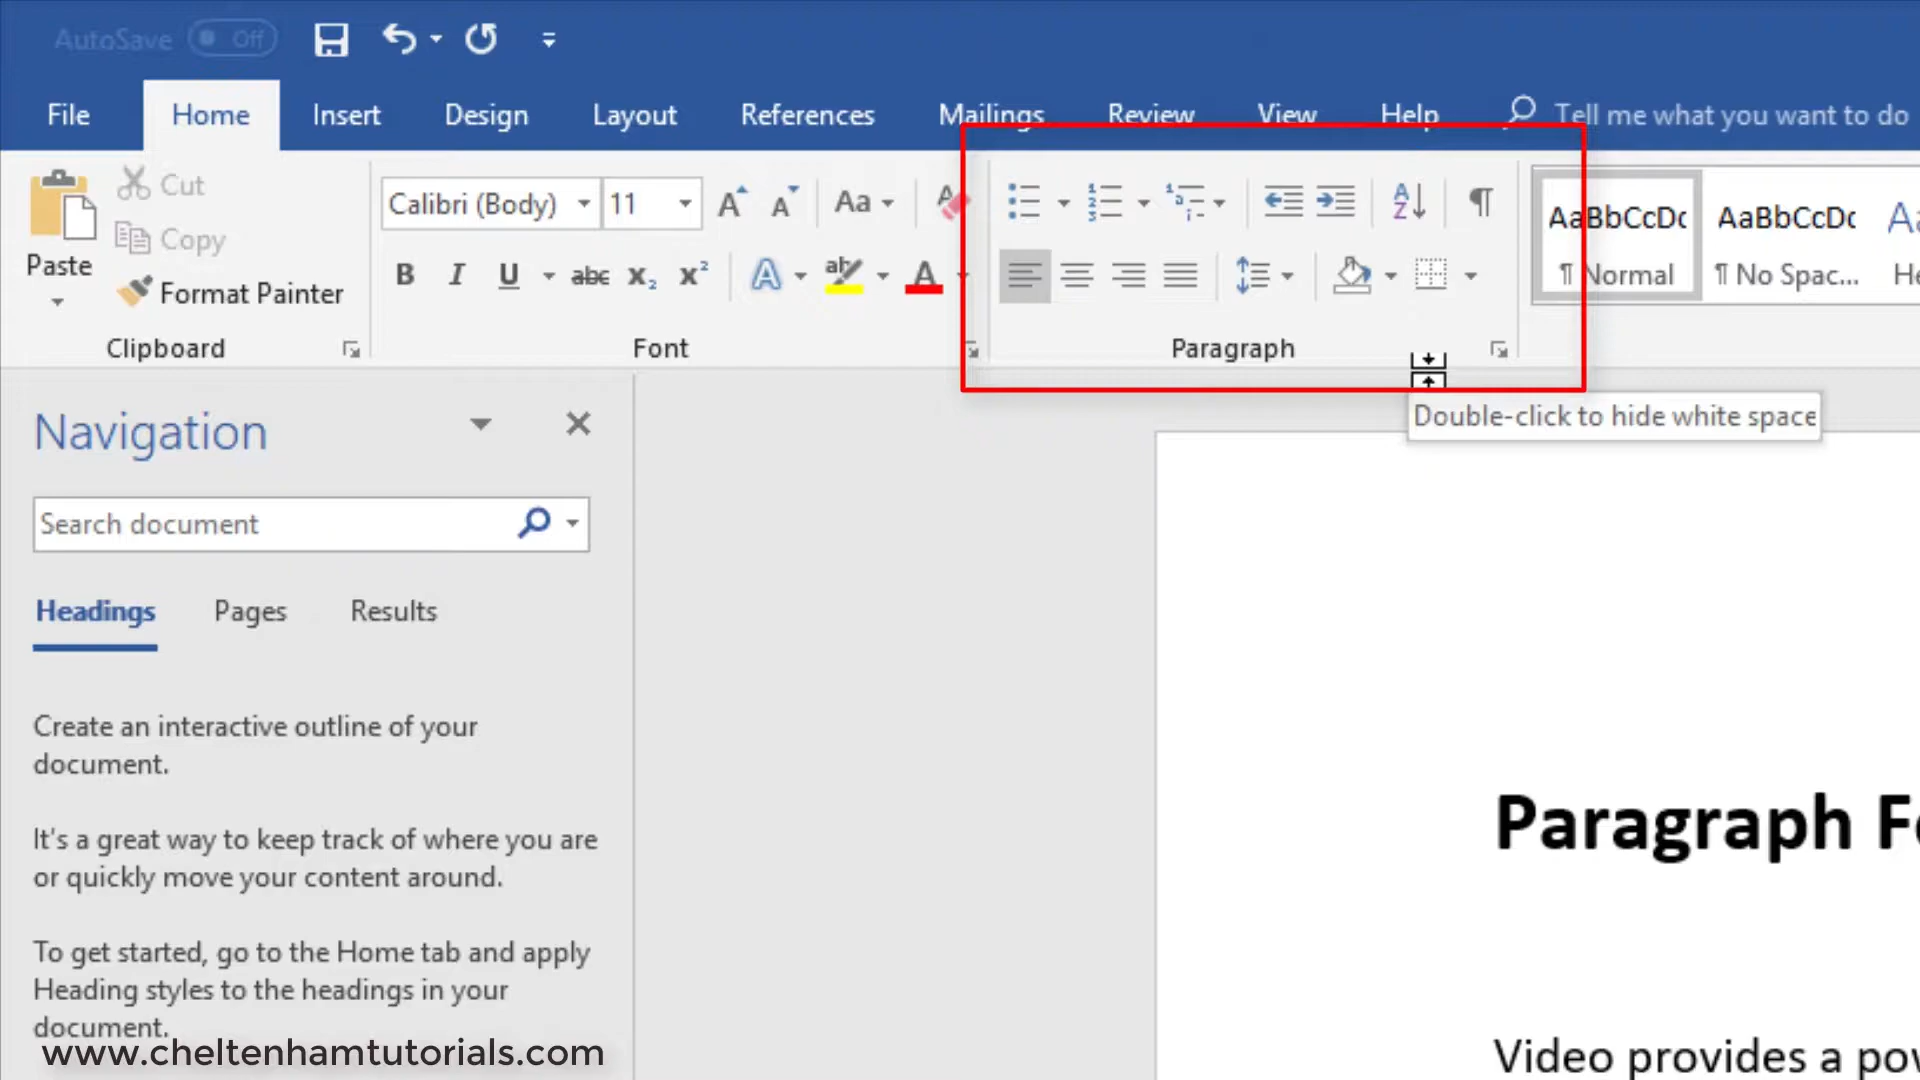 AutoSave Off
File Home Insert Design Layout References Mailings Review View Help Tell me what you want to do
Paste
Cut
Copy
Format Painter
Clipboard
Calibri (Body) 11
Font
Paragraph
AaBbCcDc AaBbCcDc
¶ Normal ¶ No Spac...
Double-click to hide white space
Navigation
Search document
Headings Pages Results
Create an interactive outline of your
document.
It's a great way to keep track of where you are
or quickly move your content around.
To get started, go to the Home tab and apply
Heading styles to the headings in your
document.
www.cheltenhamtutorials.com
Paragraph
Video provides a